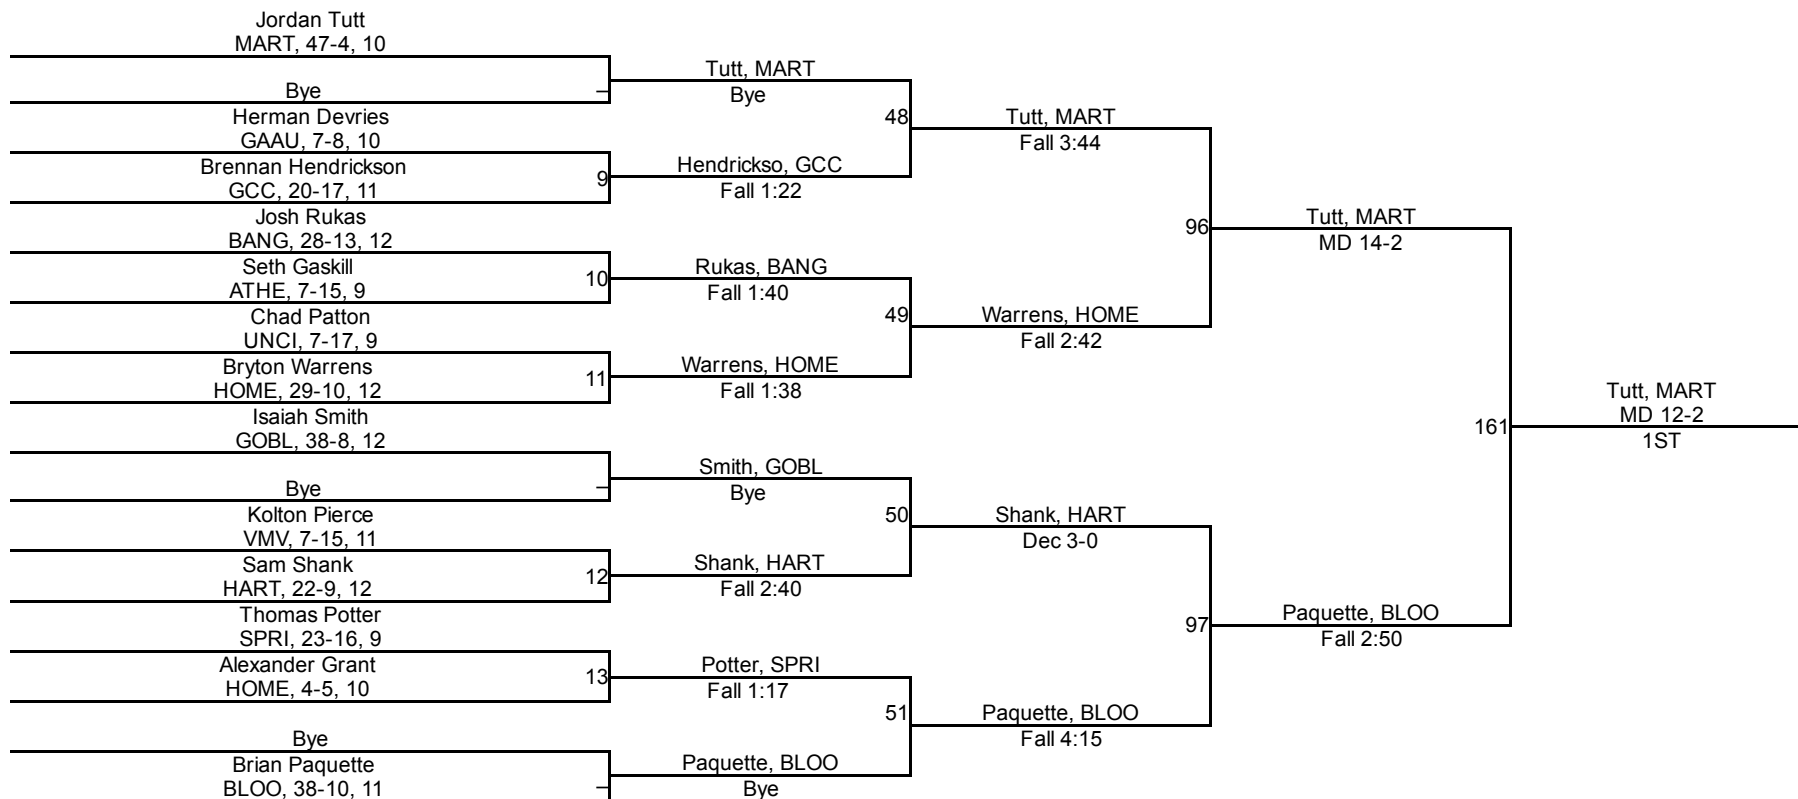 Jordan Tutt
MART, 47-4, 10
Bye
Herman Devries
GAAU, 7-8, 10
Brennan Hendrickson
GCC, 20-17, 11
Josh Rukas
BANG, 28-13, 12
Seth Gaskill
ATHE, 7-15, 9
Chad Patton
UNCI, 7-17, 9
Bryton Warrens
HOME, 29-10, 12
Isaiah Smith
GOBL, 38-8, 12
Bye
Kolton Pierce
VMV, 7-15, 11
Sam Shank
HART, 22-9, 12
Thomas Potter
SPRI, 23-16, 9
Alexander Grant
HOME, 4-5, 10
Bye
Brian Paquette
BLOO, 38-10, 11
9
10
11
12
13
Tutt, MART
Bye
Hendrickso, GCC
Fall 1:22
Rukas, BANG
Fall 1:40
Warrens, HOME
Fall 1:38
Smith, GOBL
Bye
Shank, HART
Fall 2:40
Potter, SPRI
Fall 1:17
Paquette, BLOO
Bye
48
49
50
51
Tutt, MART
Fall 3:44
Warrens, HOME
Fall 2:42
Shank, HART
Dec 3-0
Paquette, BLOO
Fall 4:15
96
97
Tutt, MART
MD 14-2
Paquette, BLOO
Fall 2:50
161
Tutt, MART
MD 12-2
1ST